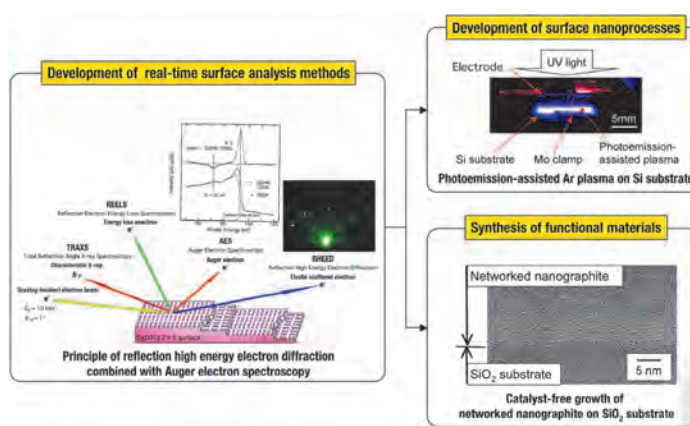 Development of real-time surface analysis methods
REELS
Reflection Electron Energy Loss Spectroscopy
Energy loss electron
e-
TRAXS
Total Reflection Angle X-ray Spectroscopy
Characteristic X-ray
AES
Auger Electron Spectroscopy
Auger electron
e-
RHEED
Reflection High Energy Electron Diffraction
Elastic scattered electron
e-
Grazing-incident electron beam
e-
Principle of reflection high energy electron diffraction
combined with Auger electron spectroscopy
Development of surface nanoprocesses
UV light
Electrode
5mm
Si substrate
Mo clamp
Photoemission-
assisted plasma
Photoemission-assisted Ar plasma on Si substrate
Synthesis of functional materials
Networked nanographite
SiO₂ substrate
5 nm
Catalyst-free growth of
networked nanographite on SiO₂ substrate